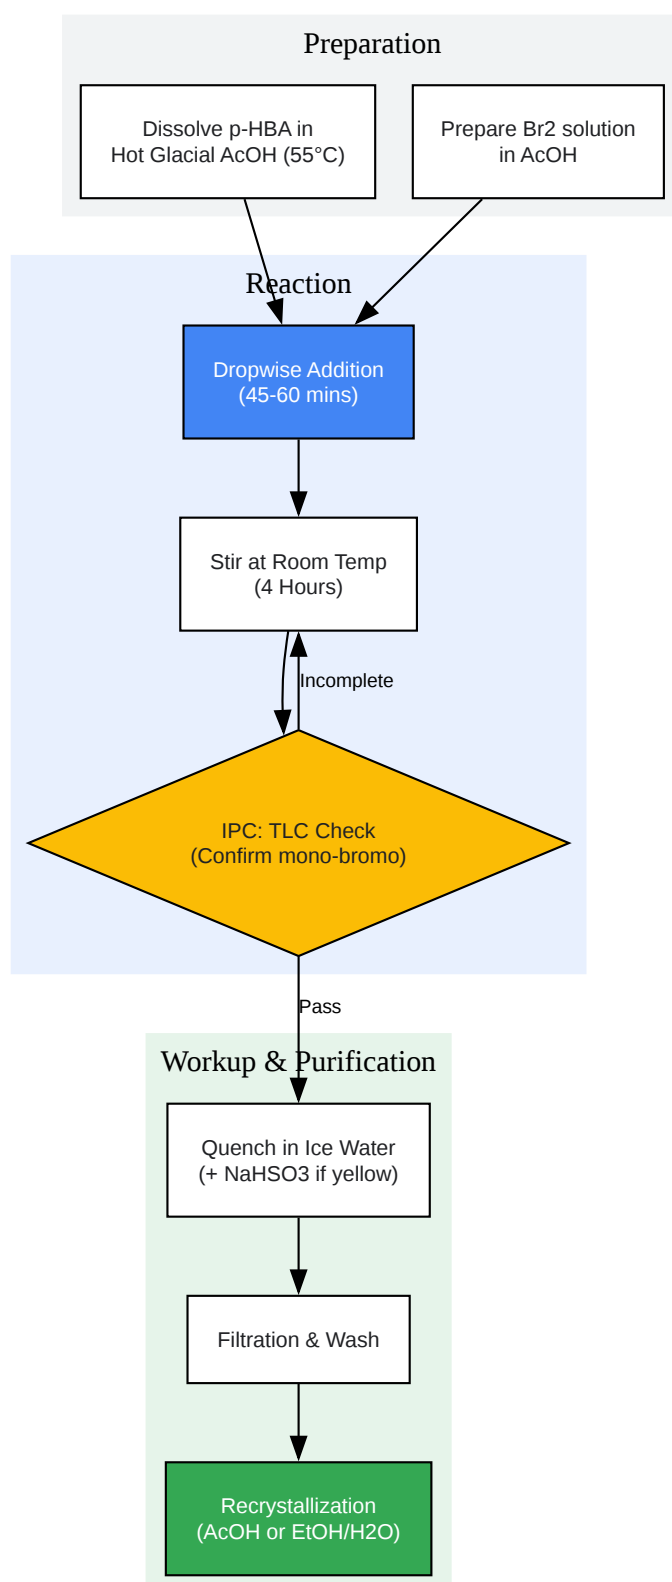 Preparation
Dissolve p-HBA in
Hot Glacial AcOH (55°C)
Prepare Br2 solution
in AcOH
Reaction
Dropwise Addition
(45-60 mins)
Stir at Room Temp
(4 Hours)
Incomplete
IPC: TLC Check
(Confirm mono-bromo)
Pass
Workup & Purification
Quench in Ice Water
(+ NaHSO3 if yellow)
Filtration & Wash
Recrystallization
(AcOH or EtOH/H2O)